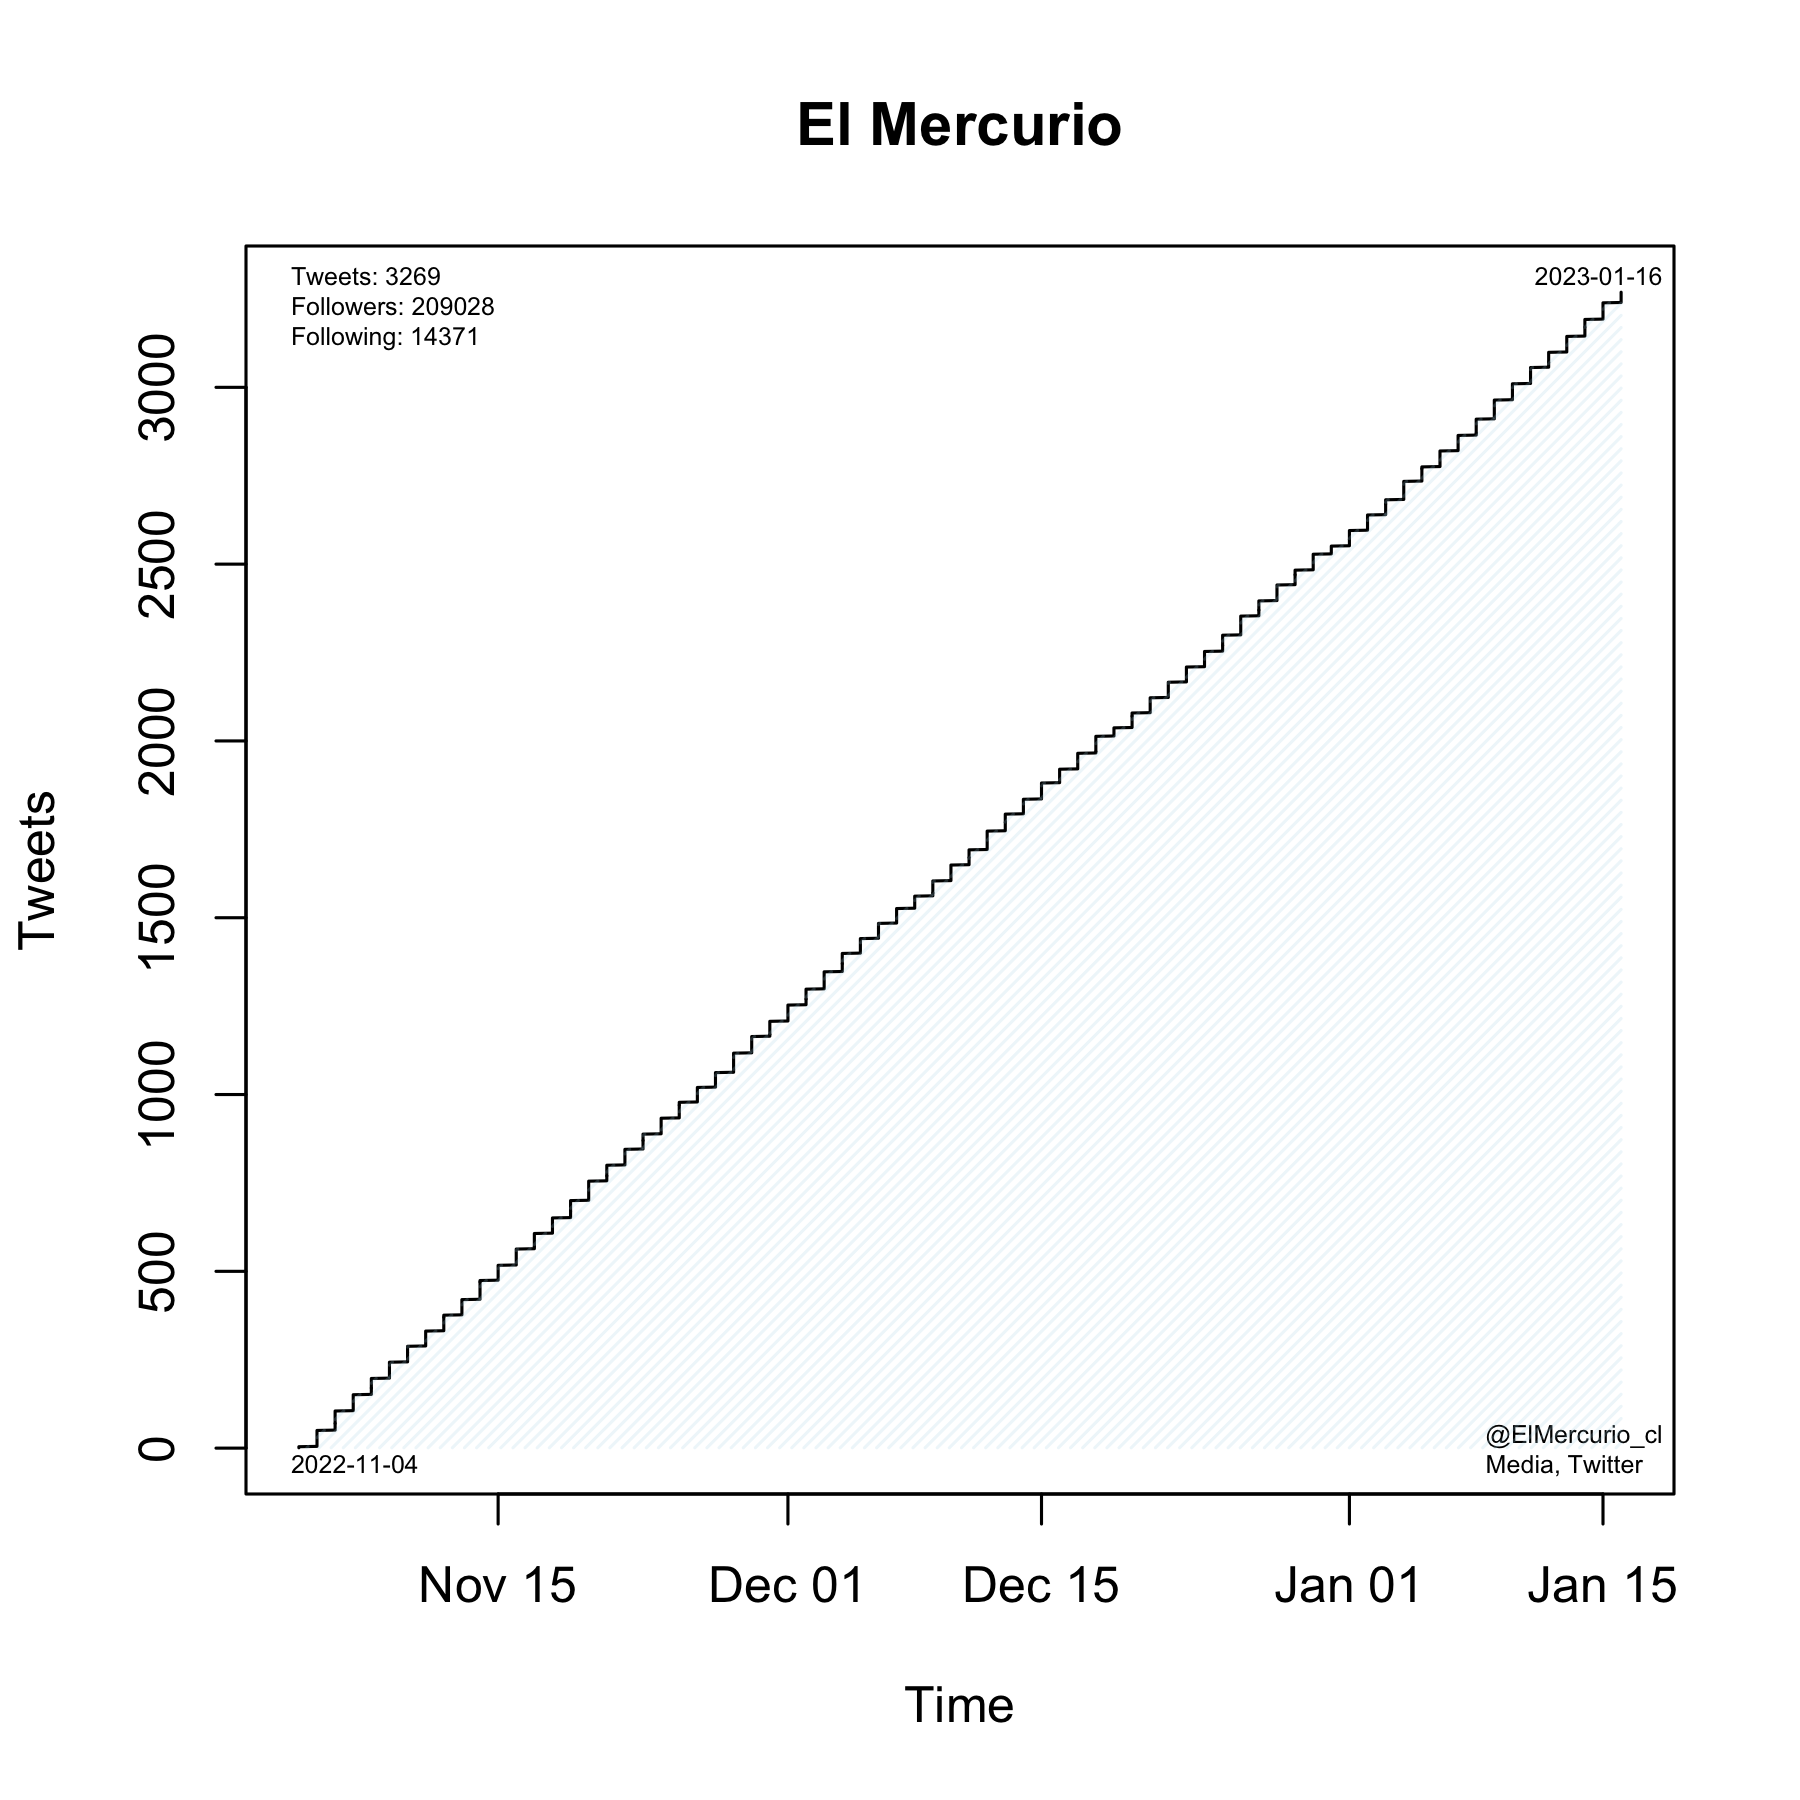 El Mercurio
Tweets: 3269
Followers: 209028
Following: 14371
2023-01-16
3000
2500
2000
1500
1000
500
0
Tweets
@ElMercurio_cl
Media, Twitter
2022-11-04
Nov 15
Dec 01
Dec 15
Jan 01
Jan 15
Time